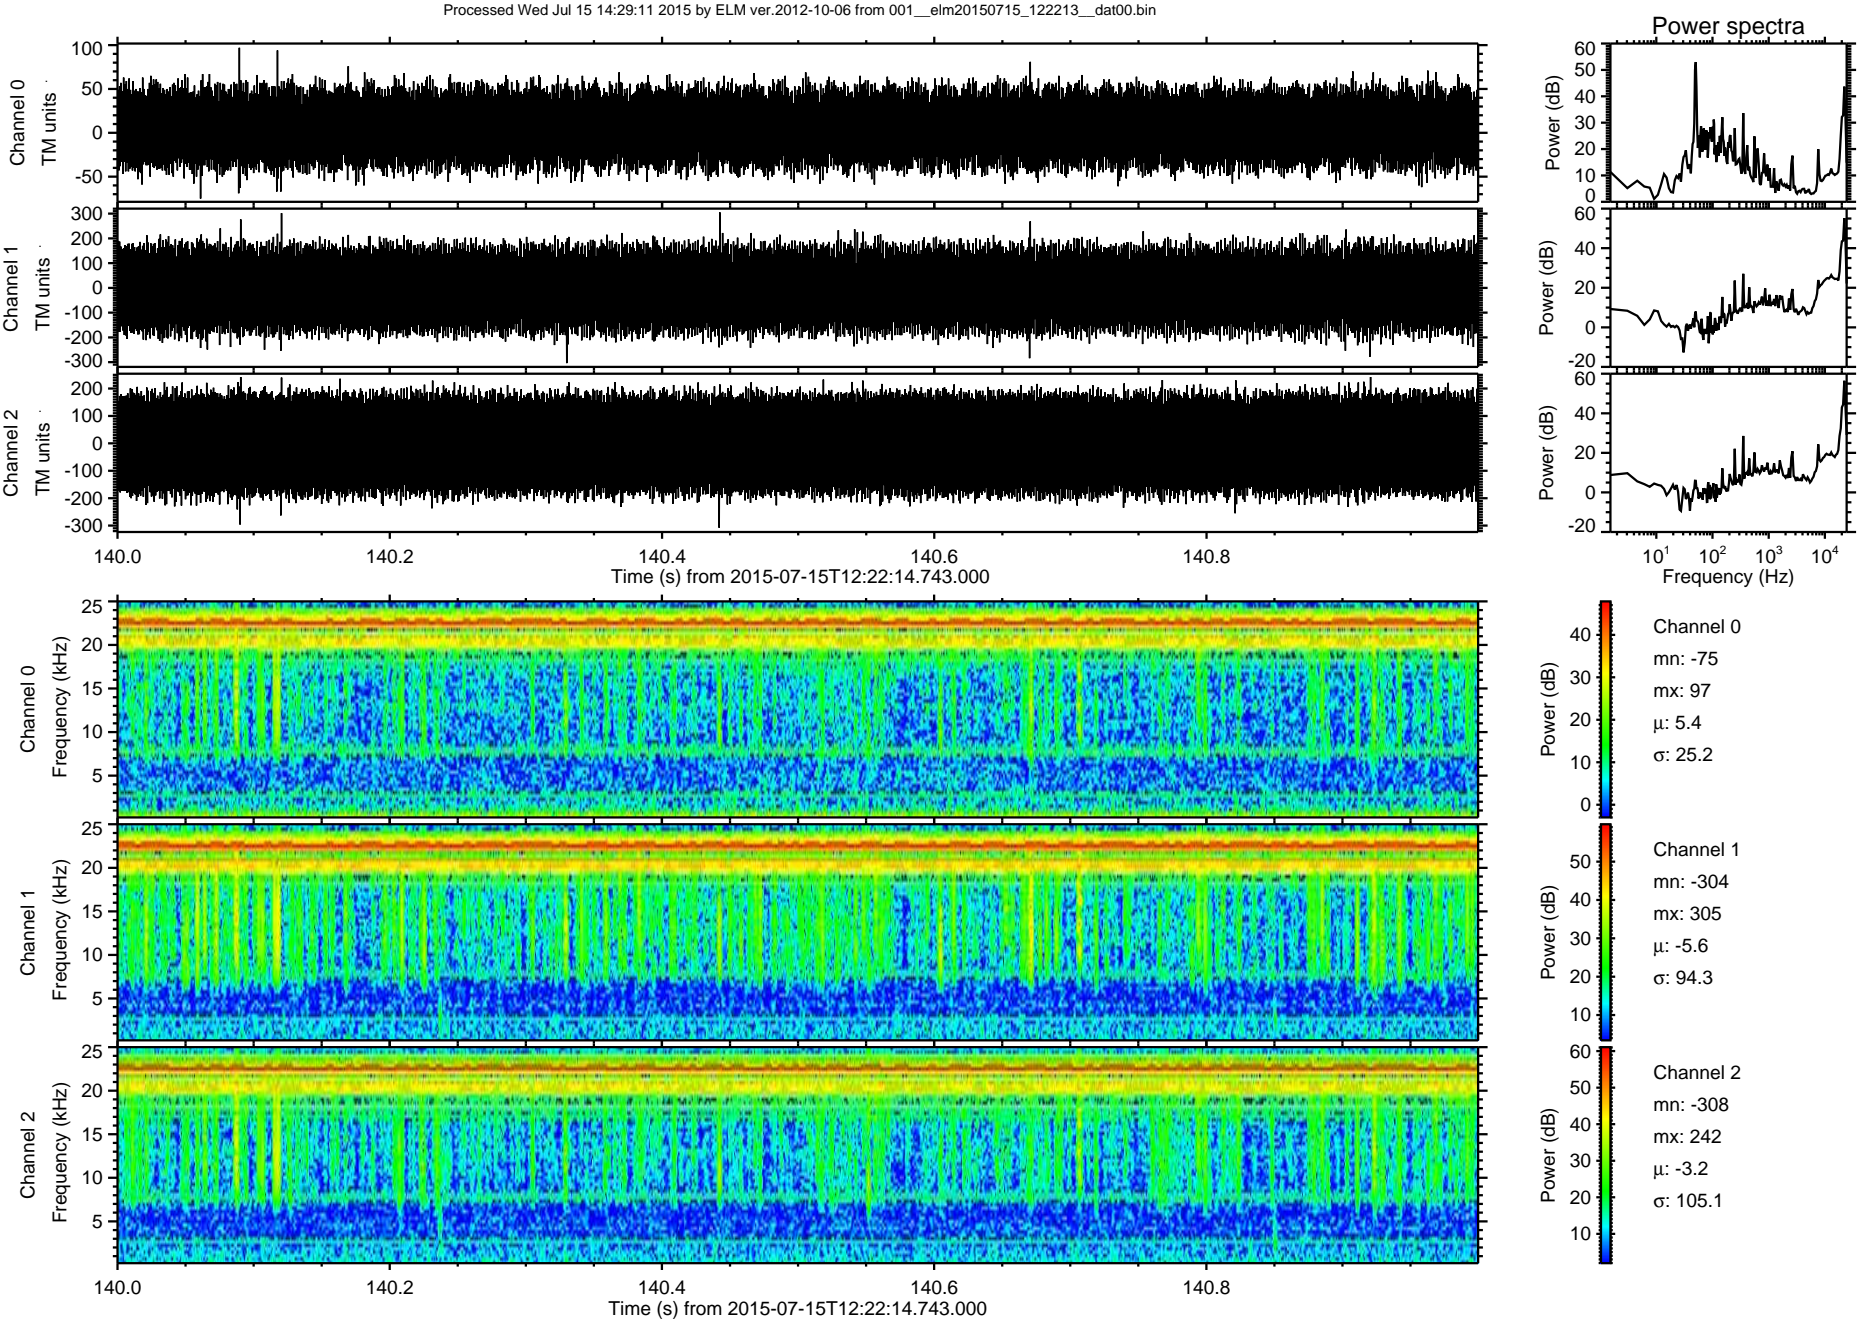 Processed Wed Jul 15 14:29:11 2015 by ELM ver.2012-10-06 from 001__elm20150715_122213__dat00.bin
Power spectra
Channel 0
TM units
100
50
0
-50
Power (dB)
60
50
40
30
20
10
0
Channel 1
TM units
300
200
100
0
-100
-200
-300
Power (dB)
60
40
20
0
-20
Channel 2
TM units
200
100
0
-100
-200
-300
Power (dB)
60
40
20
0
-20
140.0 140.2 140.4 140.6 140.8
Time (s) from 2015-07-15T12:22:14.743.000
10^1 10^2 10^3 10^4
Frequency (Hz)
Channel 0
Frequency (kHz)
25
20
15
10
5
Power (dB)
40
30
20
10
0
Channel 0
mn: -75
mx: 97
μ: 5.4
σ: 25.2
Channel 1
Frequency (kHz)
25
20
15
10
5
Power (dB)
50
40
30
20
10
Channel 1
mn: -304
mx: 305
μ: -5.6
σ: 94.3
Channel 2
Frequency (kHz)
25
20
15
10
5
Power (dB)
60
50
40
30
20
10
Channel 2
mn: -308
mx: 242
μ: -3.2
σ: 105.1
140.0 140.2 140.4 140.6 140.8
Time (s) from 2015-07-15T12:22:14.743.000